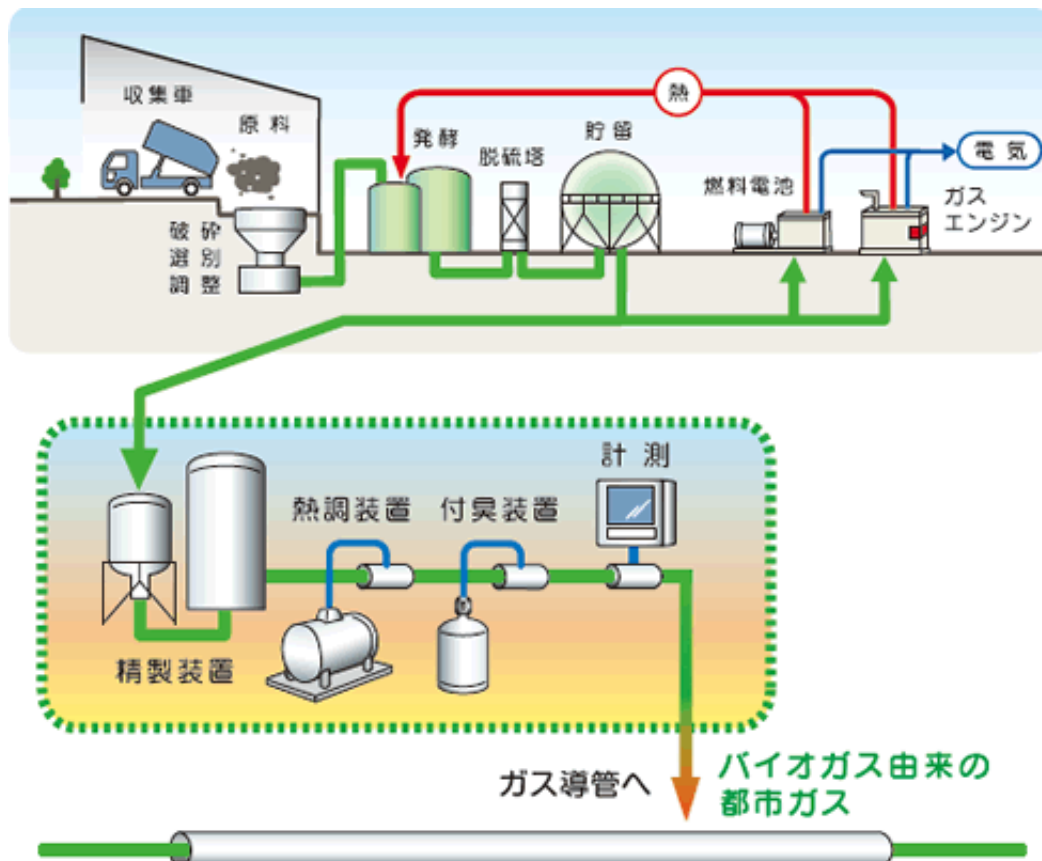 収集車
原料
破砕
選別
調整
発酵
脱硫塔
貯留
熱
燃料電池
電気
ガス
エンジン
精製装置
熱調装置
付臭装置
計測
ガス導管へ
バイオガス由来の
都市ガス